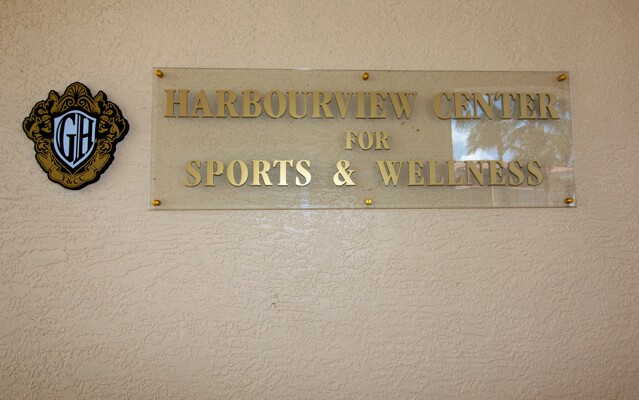 GH
HARBOURVIEW CENTER
FOR
SPORTS & WELLNESS